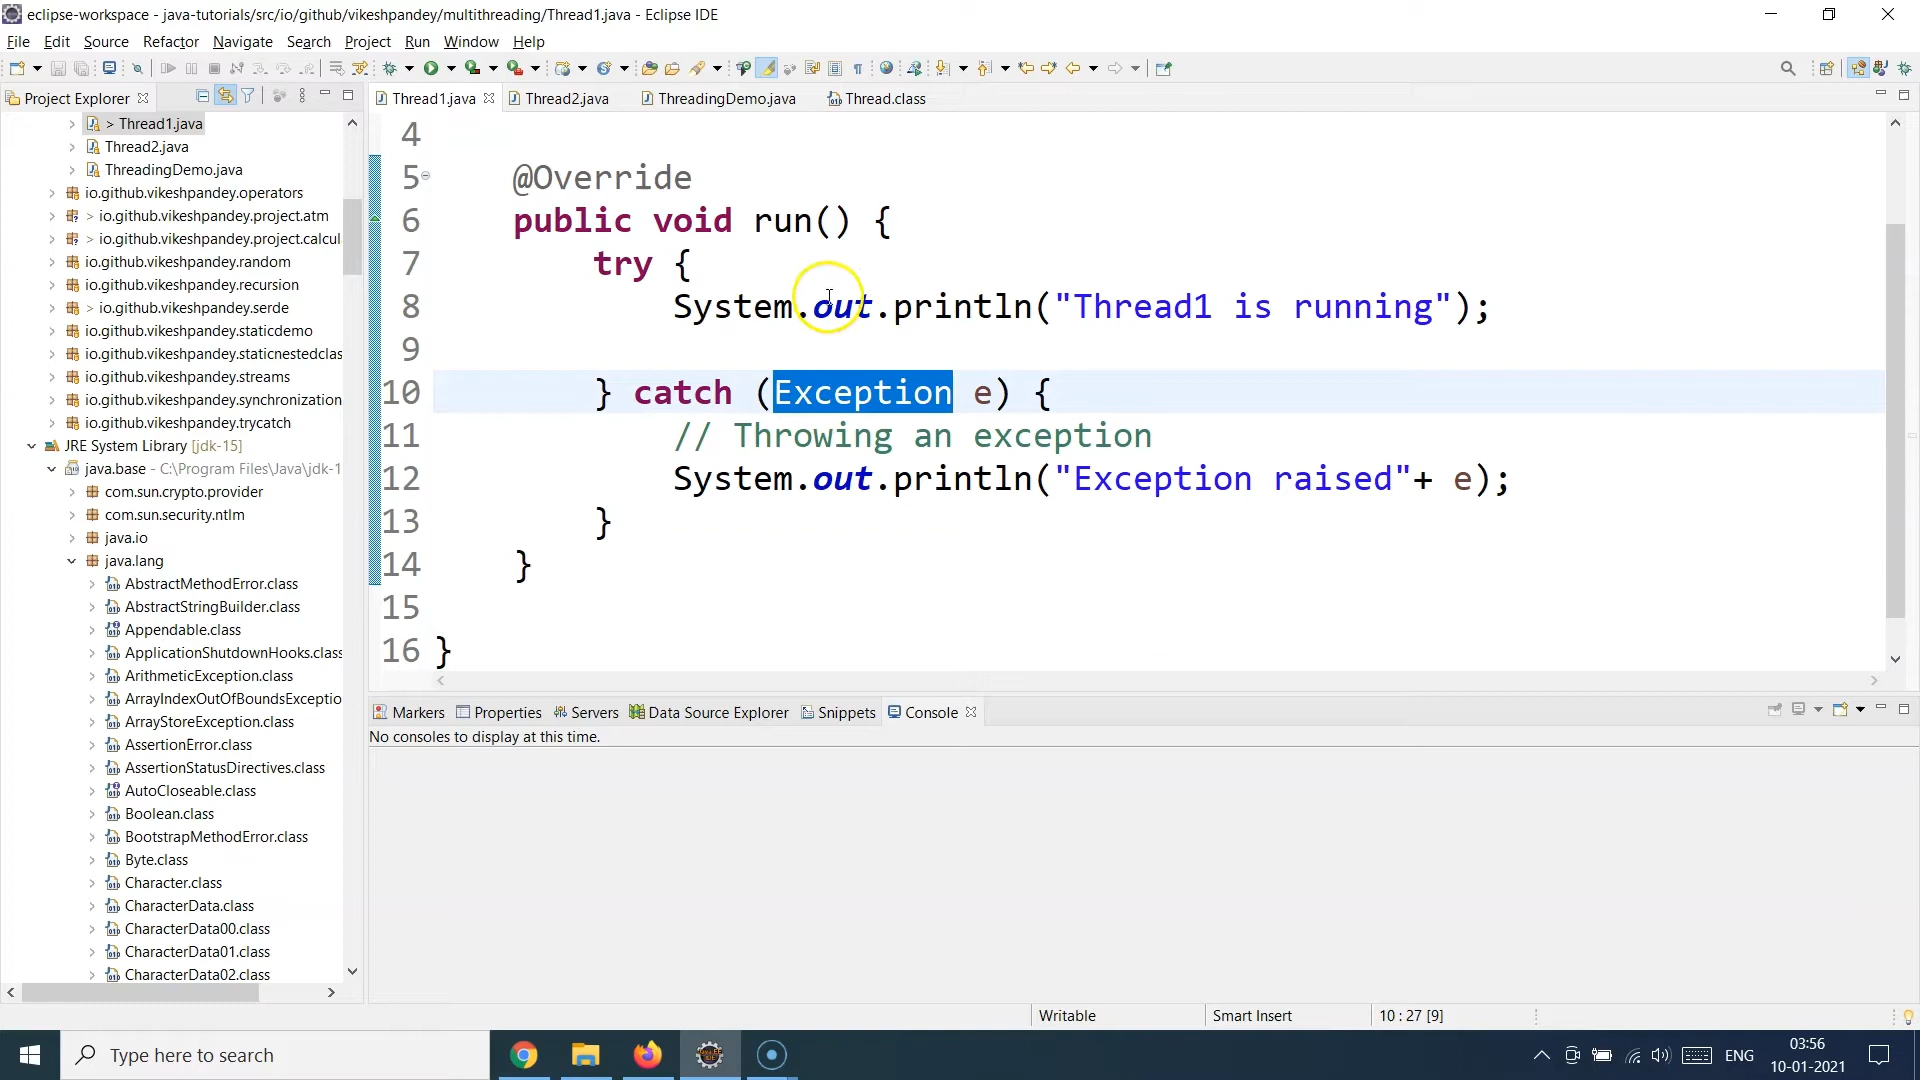 eclipse-workspace - java-tutorials/src/io/github/vikeshpandey/multithreading/Thread1.java - Eclipse IDE
File Edit Source Refactor Navigate Search Project Run Window Help
Project Explorer
Thread1.java Thread2.java ThreadingDemo.java Thread.class
> Thread1.java
Thread2.java
ThreadingDemo.java
io.github.vikeshpandey.operators
> io.github.vikeshpandey.project.atm
> io.github.vikeshpandey.project.calcul
io.github.vikeshpandey.random
io.github.vikeshpandey.recursion
> io.github.vikeshpandey.serde
io.github.vikeshpandey.staticdemo
io.github.vikeshpandey.staticnestedclas
io.github.vikeshpandey.streams
io.github.vikeshpandey.synchronization
io.github.vikeshpandey.trycatch
JRE System Library [jdk-15]
java.base - C:\Program Files\Java\jdk-1
com.sun.crypto.provider
com.sun.security.ntlm
java.io
java.lang
AbstractMethodError.class
AbstractStringBuilder.class
Appendable.class
ApplicationShutdownHooks.class
ArithmeticException.class
ArrayIndexOutOfBoundsExceptio
ArrayStoreException.class
AssertionError.class
AssertionStatusDirectives.class
AutoCloseable.class
Boolean.class
BootstrapMethodError.class
Byte.class
Character.class
CharacterData.class
CharacterData00.class
CharacterData01.class
CharacterData02.class
4
5 @Override
6 public void run() {
7 try {
8 System.out.println("Thread1 is running");
9
10 } catch (Exception e) {
11 // Throwing an exception
12 System.out.println("Exception raised"+ e);
13 }
14 }
15
16 }
Markers Properties Servers Data Source Explorer Snippets Console
No consoles to display at this time.
Writable Smart Insert 10 : 27 [9]
Type here to search
ENG
03:56
10-01-2021